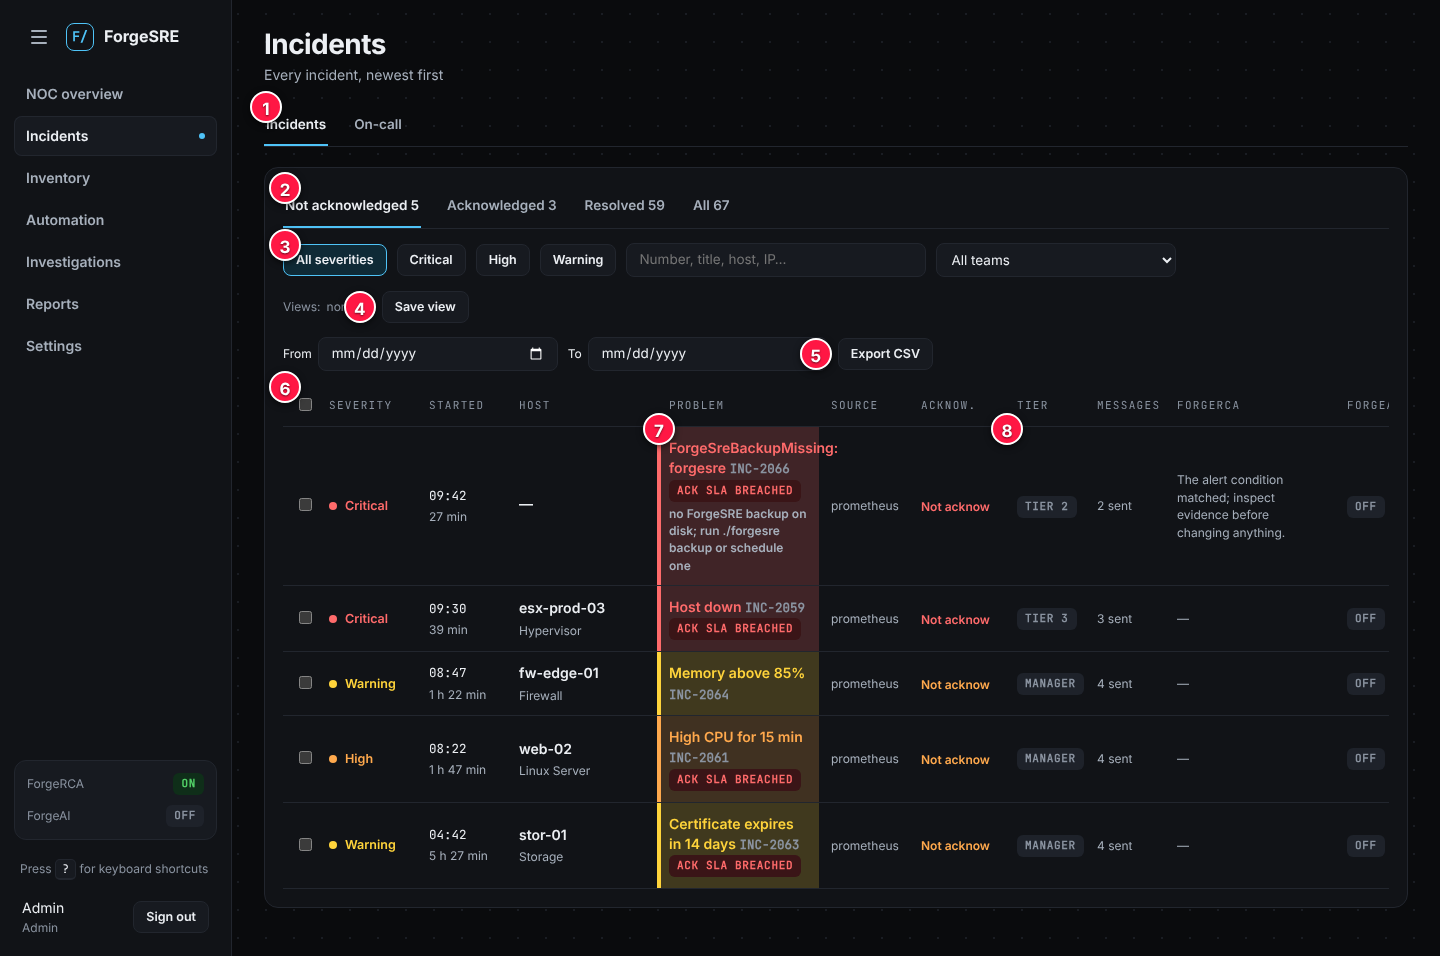 F/ ForgeSRE
NOC overview
Incidents
Inventory
Automation
Investigations
Reports
Settings
ForgeRCA ON
ForgeAI OFF
Press ? for keyboard shortcuts
Admin
Admin
Sign out
Incidents
Every incident, newest first
1
Incidents On-call
2
Not acknowledged 5 Acknowledged 3 Resolved 59 All 67
3
All severities Critical High Warning Number, title, host, IP... All teams
Views: 4 Save view
From mm/dd/yyyy To mm/dd/yyyy 5 Export CSV
6
SEVERITY STARTED HOST PROBLEM SOURCE ACKNOW. TIER MESSAGES FORGERCA
7 8
Critical 09:42 27 min — ForgeSreBackupMissing: forgesre INC-2066
ACK SLA BREACHED
no ForgeSRE backup on
disk; run ./forgesre
backup or schedule
one
prometheus Not acknow TIER 2 2 sent
The alert condition
matched; inspect
evidence before
changing anything.
OFF
Critical 09:30 39 min esx-prod-03 Hypervisor Host down INC-2059
ACK SLA BREACHED
prometheus Not acknow TIER 3 3 sent — OFF
Warning 08:47 1 h 22 min fw-edge-01 Firewall Memory above 85%
INC-2064
prometheus Not acknow MANAGER 4 sent — OFF
High 08:22 1 h 47 min web-02 Linux Server High CPU for 15 min
INC-2061
ACK SLA BREACHED
prometheus Not acknow MANAGER 4 sent — OFF
Warning 04:42 5 h 27 min stor-01 Storage Certificate expires
in 14 days INC-2063
ACK SLA BREACHED
prometheus Not acknow MANAGER 4 sent — OFF